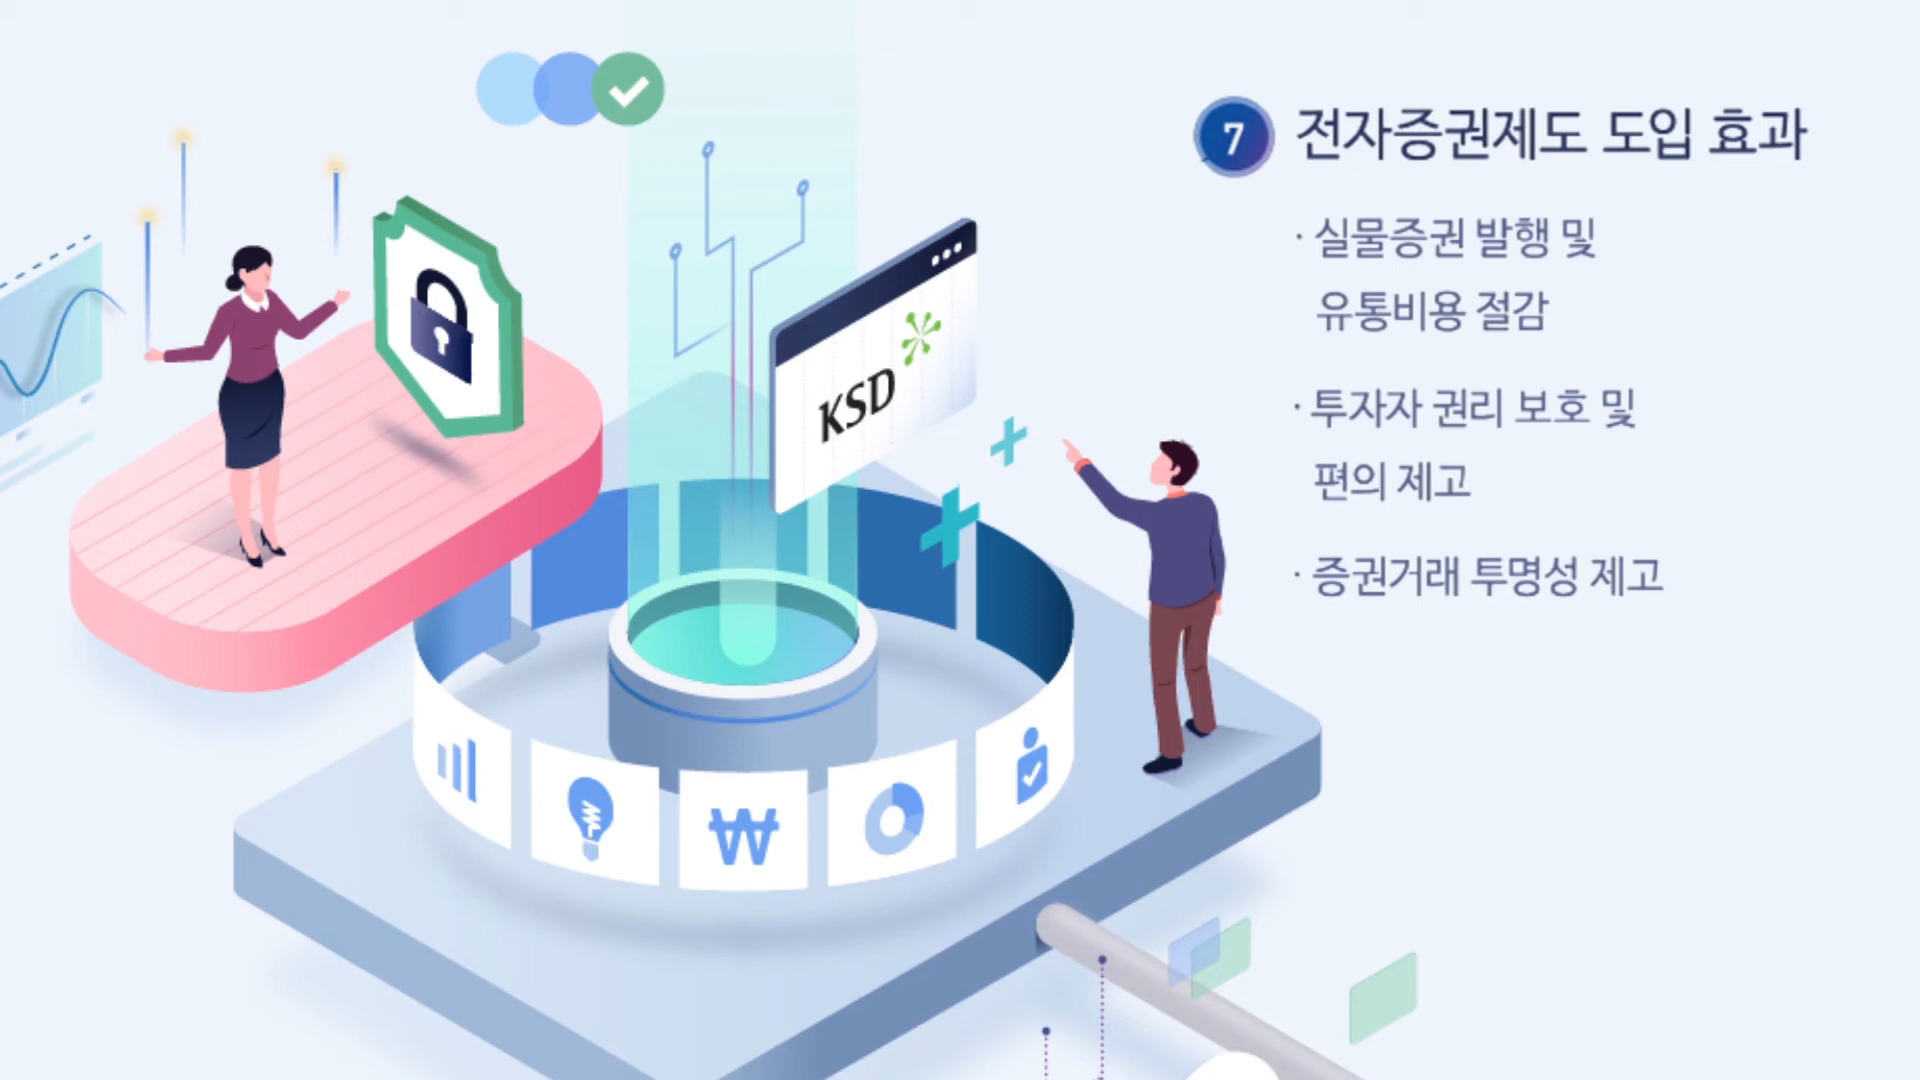 7 전자증권제도 도입 효과
· 실물증권 발행 및
유통비용 절감
· 투자자 권리 보호 및
편의 제고
· 증권거래 투명성 제고
KSD
₩